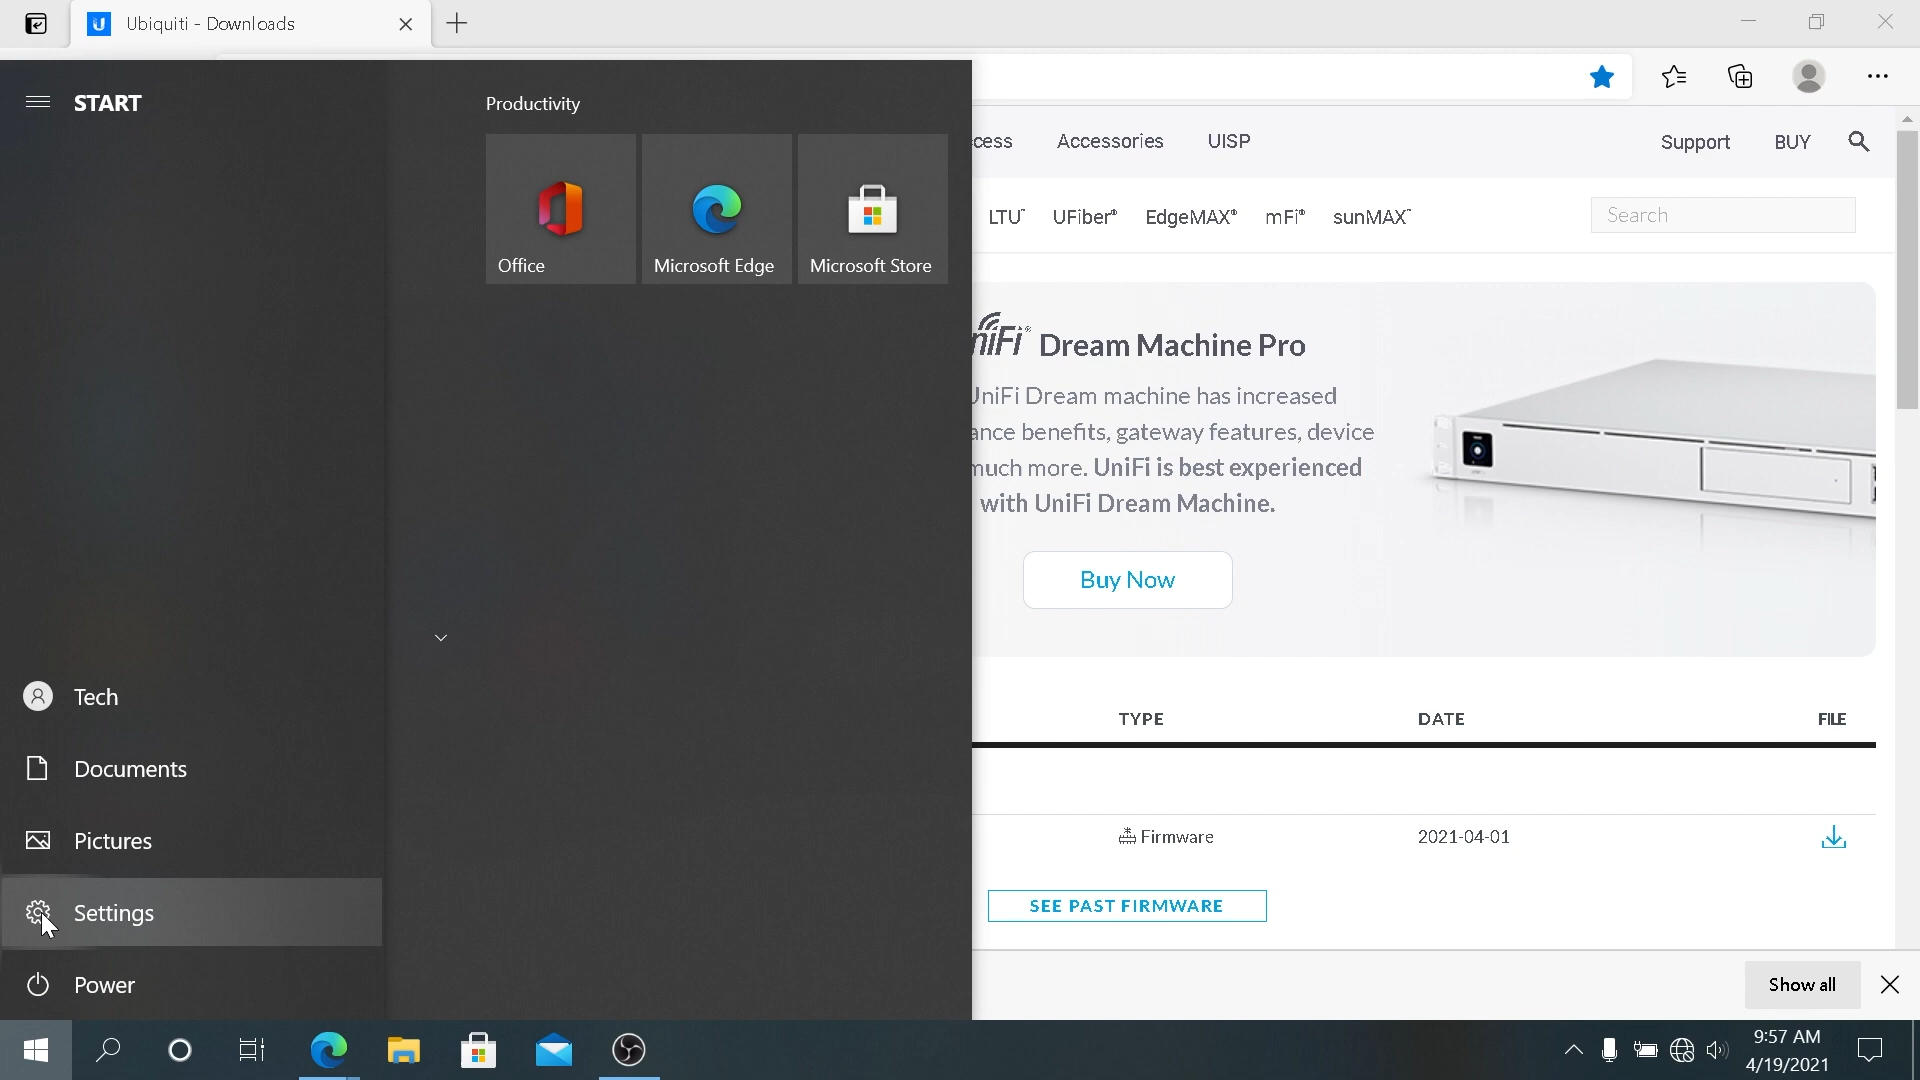 Ubiquiti - Downloads
START
Productivity
Office
Microsoft Edge
Microsoft Store
Tech
Documents
Pictures
Settings
Power
cess Accessories UISP Support BUY
LTU™ UFiber® EdgeMAX® mFi® sunMAX™
Search
niFi® Dream Machine Pro
UniFi Dream machine has increased
ance benefits, gateway features, device
much more. UniFi is best experienced
with UniFi Dream Machine.
Buy Now
TYPE DATE FILE
Firmware 2021-04-01
SEE PAST FIRMWARE
Show all
9:57 AM
4/19/2021